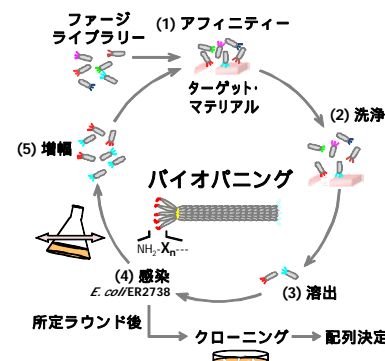 ファージ
ライブラリー
(1) アフィニティー
ターゲット・
マテリアル
(2) 洗浄
(5) 増幅
バイオパニング
NH₂-Xn---
(4) 感染
E. coli ER2738
(3) 溶出
所定ラウンド後
クローニング
配列決定